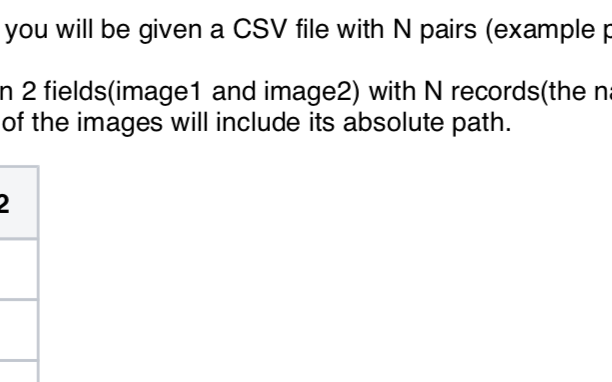 you will be given a CSV file with N pairs (example p
n 2 fields(image1 and image2) with N records(the na
of the images will include its absolute path.
2